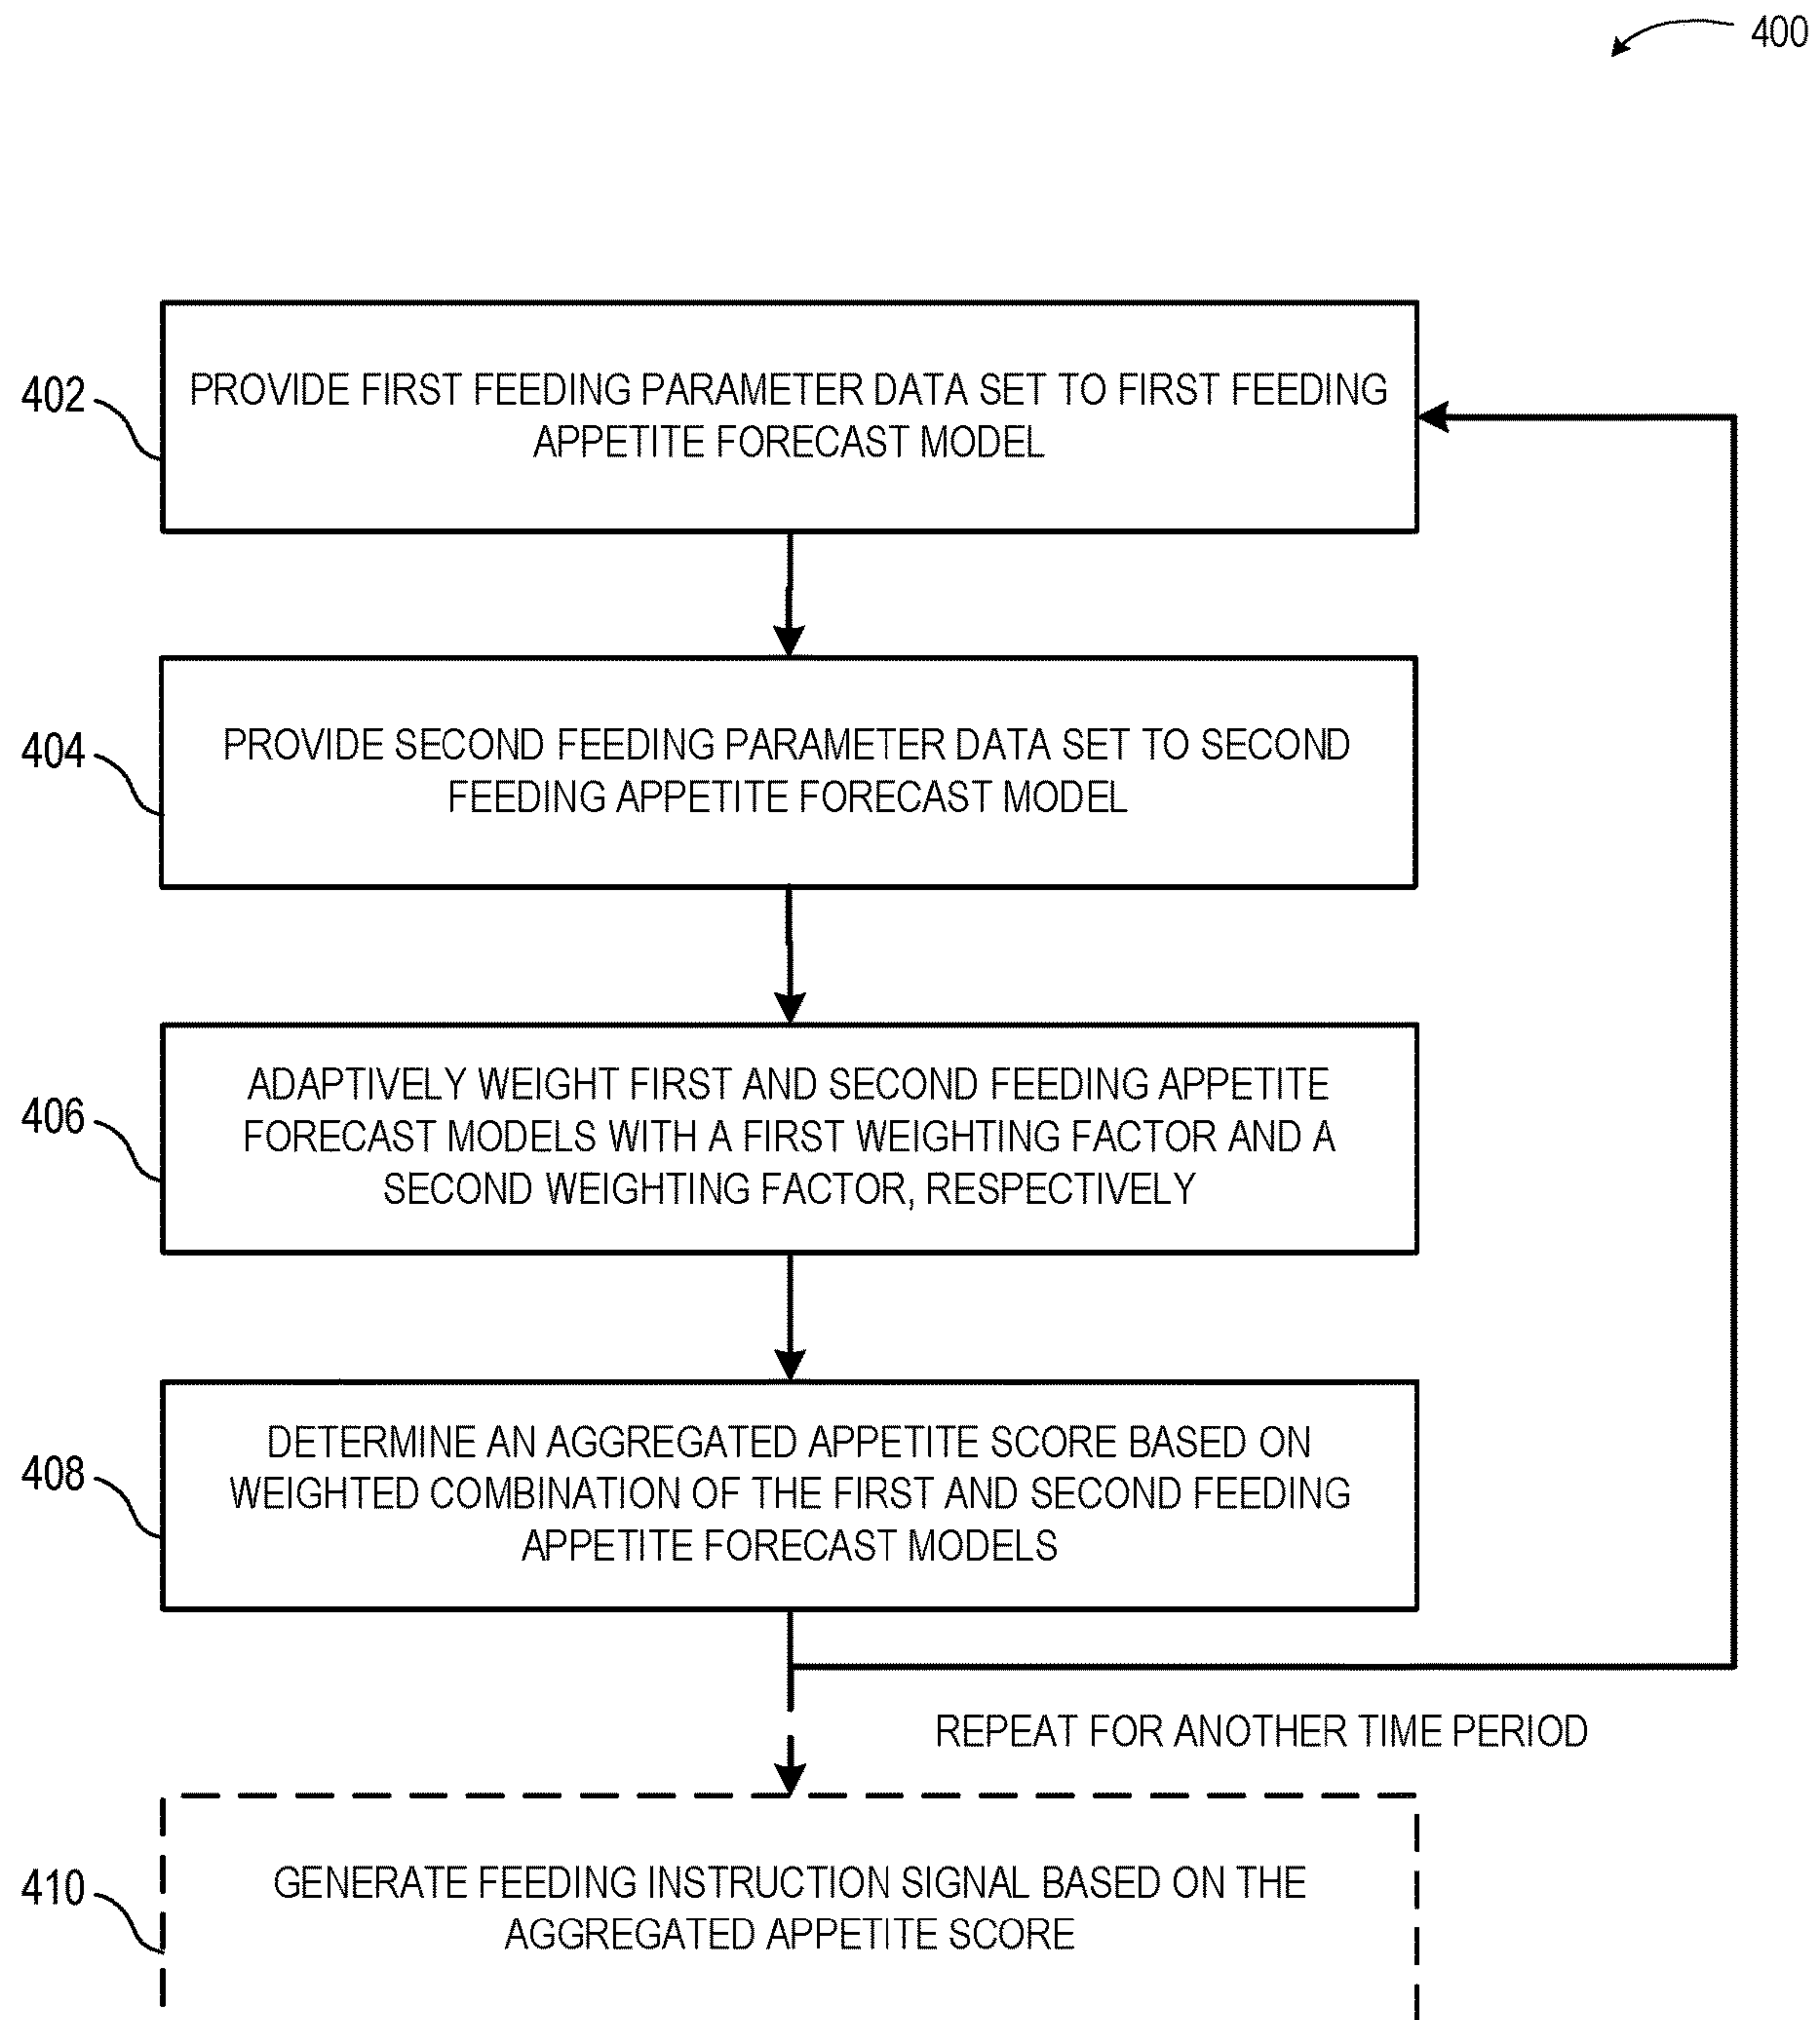 400
402
PROVIDE FIRST FEEDING PARAMETER DATA SET TO FIRST FEEDING
APPETITE FORECAST MODEL
404
PROVIDE SECOND FEEDING PARAMETER DATA SET TO SECOND
FEEDING APPETITE FORECAST MODEL
406
ADAPTIVELY WEIGHT FIRST AND SECOND FEEDING APPETITE
FORECAST MODELS WITH A FIRST WEIGHTING FACTOR AND A
SECOND WEIGHTING FACTOR, RESPECTIVELY
408
DETERMINE AN AGGREGATED APPETITE SCORE BASED ON
WEIGHTED COMBINATION OF THE FIRST AND SECOND FEEDING
APPETITE FORECAST MODELS
REPEAT FOR ANOTHER TIME PERIOD
410
GENERATE FEEDING INSTRUCTION SIGNAL BASED ON THE
AGGREGATED APPETITE SCORE